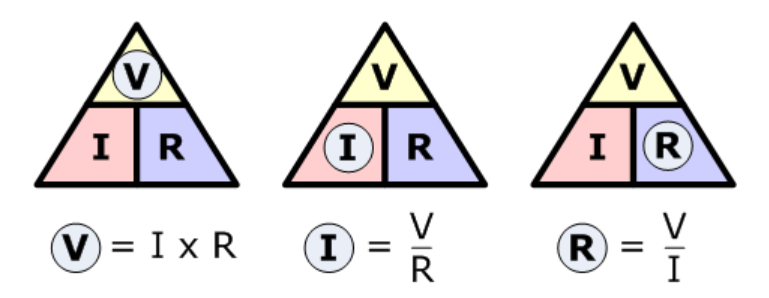 V
I R
V
I R
V
I R
V = I x R
I = V/R
R = V/I